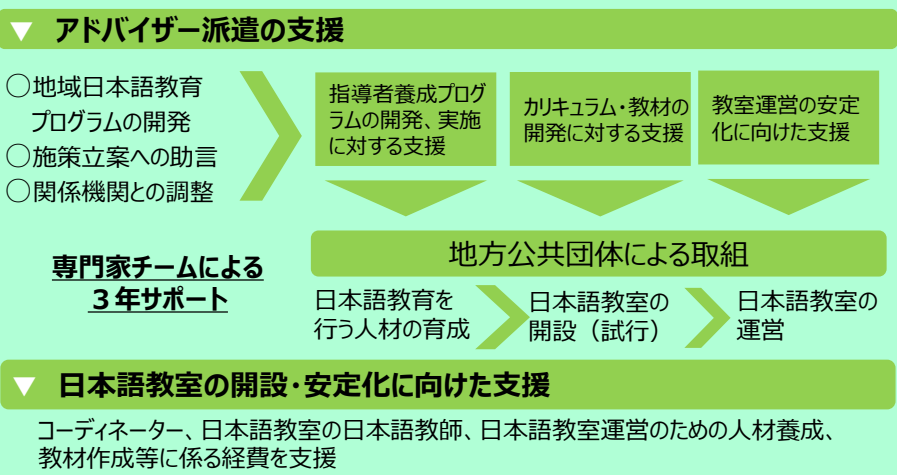 ▼ アドバイザー派遣の支援
○地域日本語教育
プログラムの開発
○施策立案への助言
○関係機関との調整
指導者養成プログ
ラムの開発、実施
に対する支援
カリキュラム・教材の
開発に対する支援
教室運営の安定
化に向けた支援
専門家チームによる
３年サポート
地方公共団体による取組
日本語教育を
行う人材の育成
日本語教室の
開設（試行）
日本語教室の
運営
▼ 日本語教室の開設・安定化に向けた支援
コーディネーター、日本語教室の日本語教師、日本語教室運営のための人材養成、
教材作成等に係る経費を支援